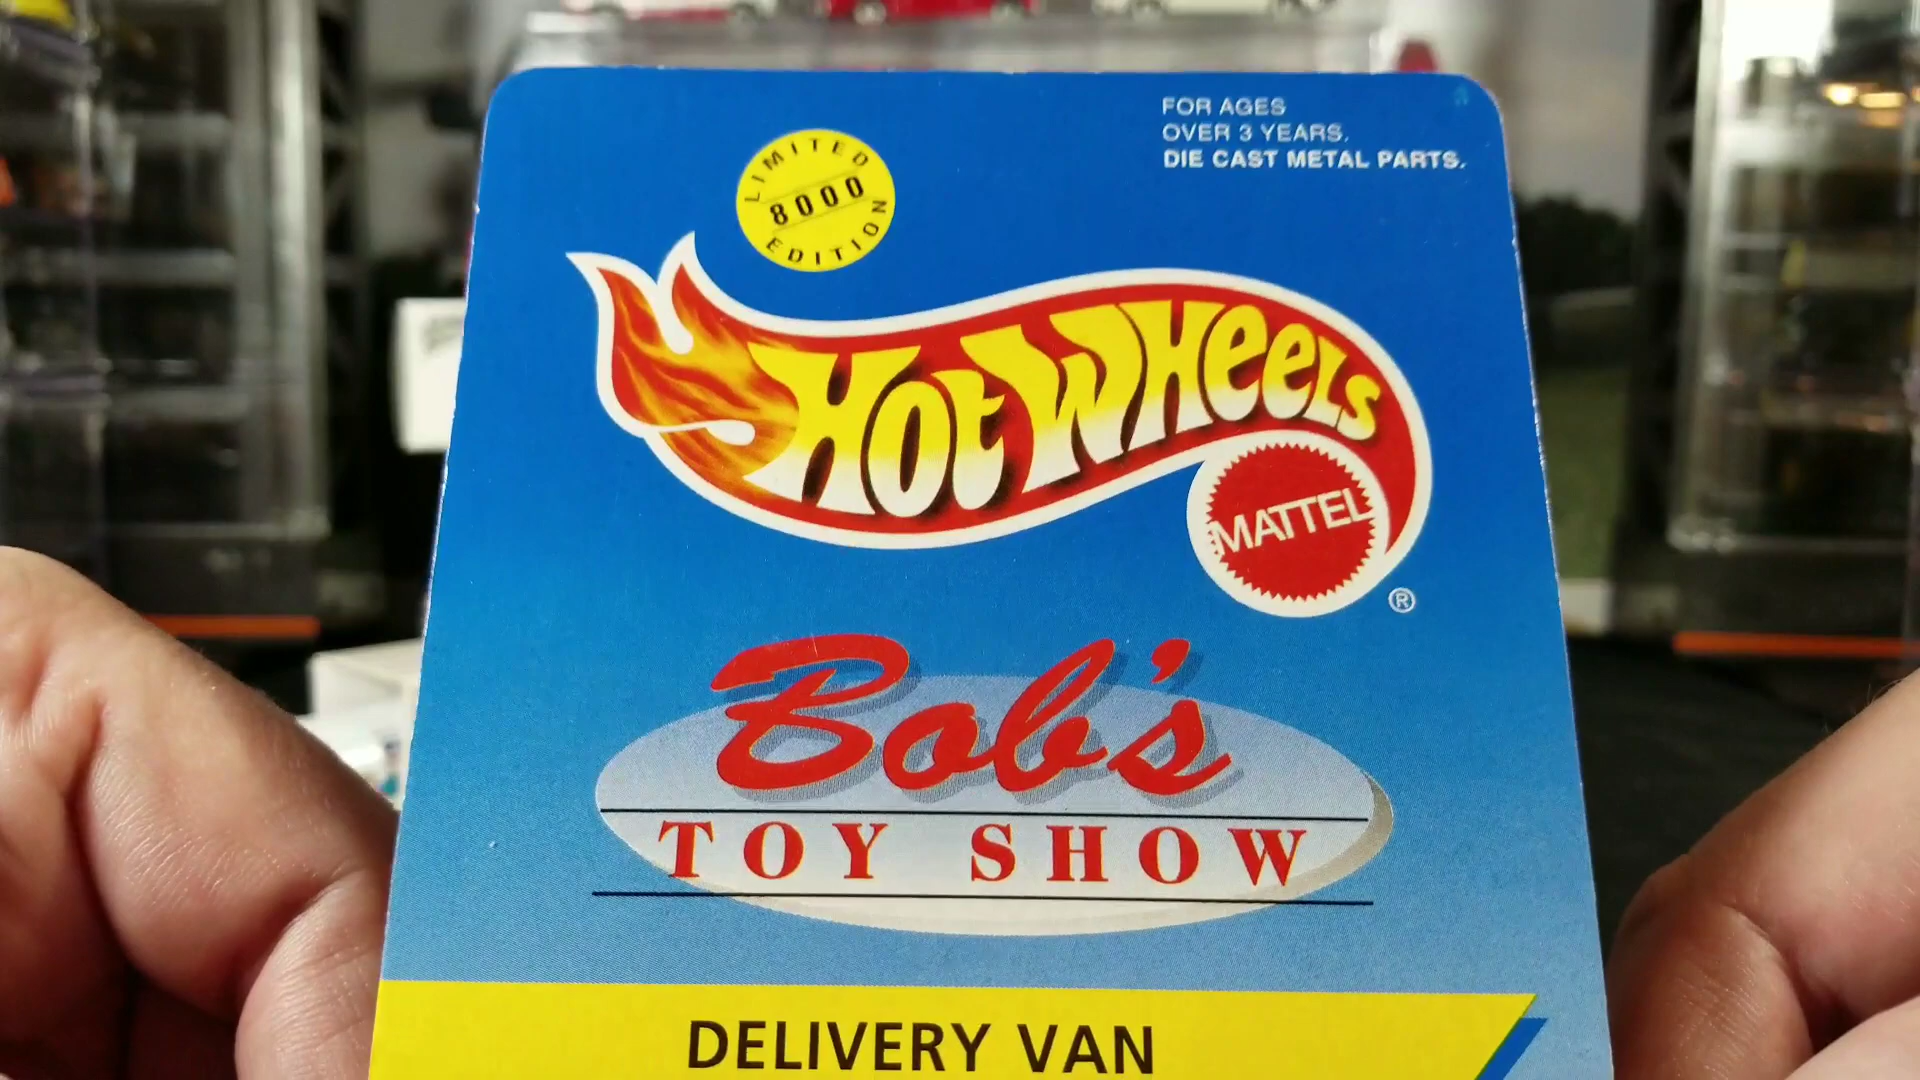 FOR AGES
OVER 3 YEARS.
DIE CAST METAL PARTS.
LIMITED
8000
EDITION
HOT WHEELS
MATTEL
®
Bob's
TOY SHOW
DELIVERY VAN